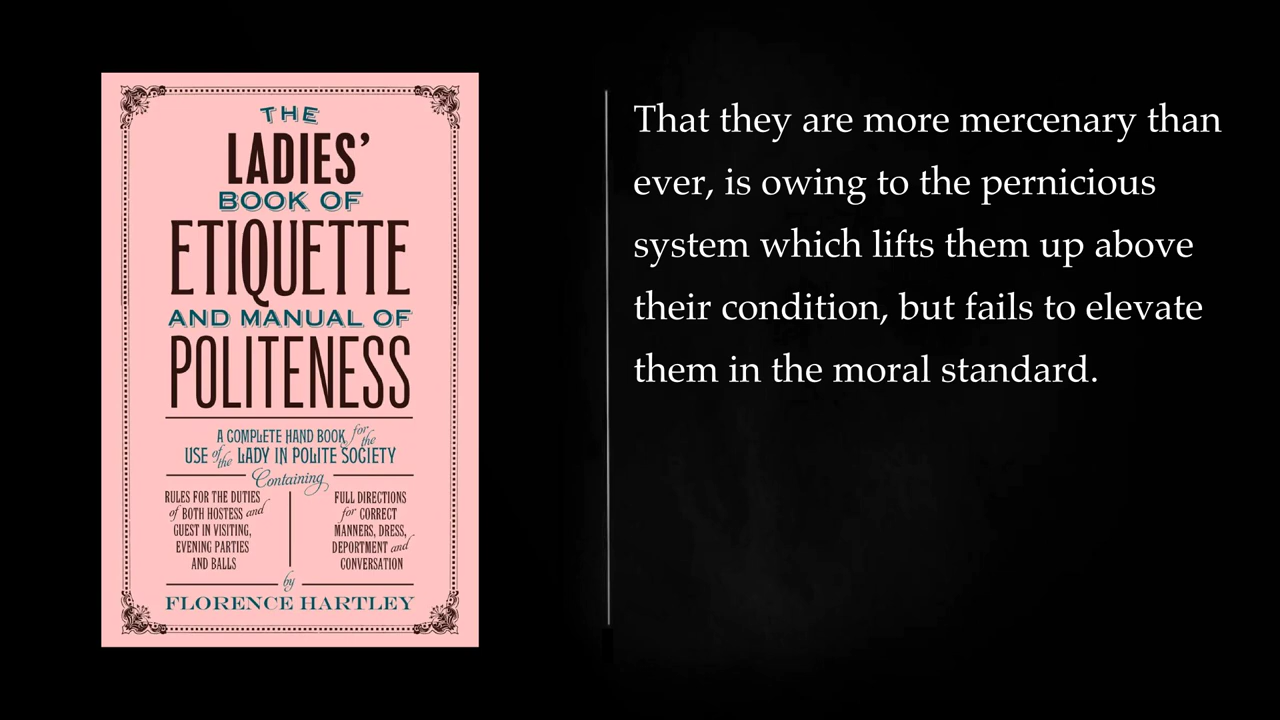 THE
LADIES'
BOOK OF
ETIQUETTE
AND MANUAL OF
POLITENESS
A COMPLETE HAND BOOK for the
USE of the LADY IN POLITE SOCIETY
Containing
RULES FOR THE DUTIES
of BOTH HOSTESS and
GUEST IN VISITING,
EVENING PARTIES
AND BALLS
FULL DIRECTIONS
for CORRECT
MANNERS, DRESS,
DEPORTMENT and
CONVERSATION
by
FLORENCE HARTLEY
That they are more mercenary than
ever, is owing to the pernicious
system which lifts them up above
their condition, but fails to elevate
them in the moral standard.